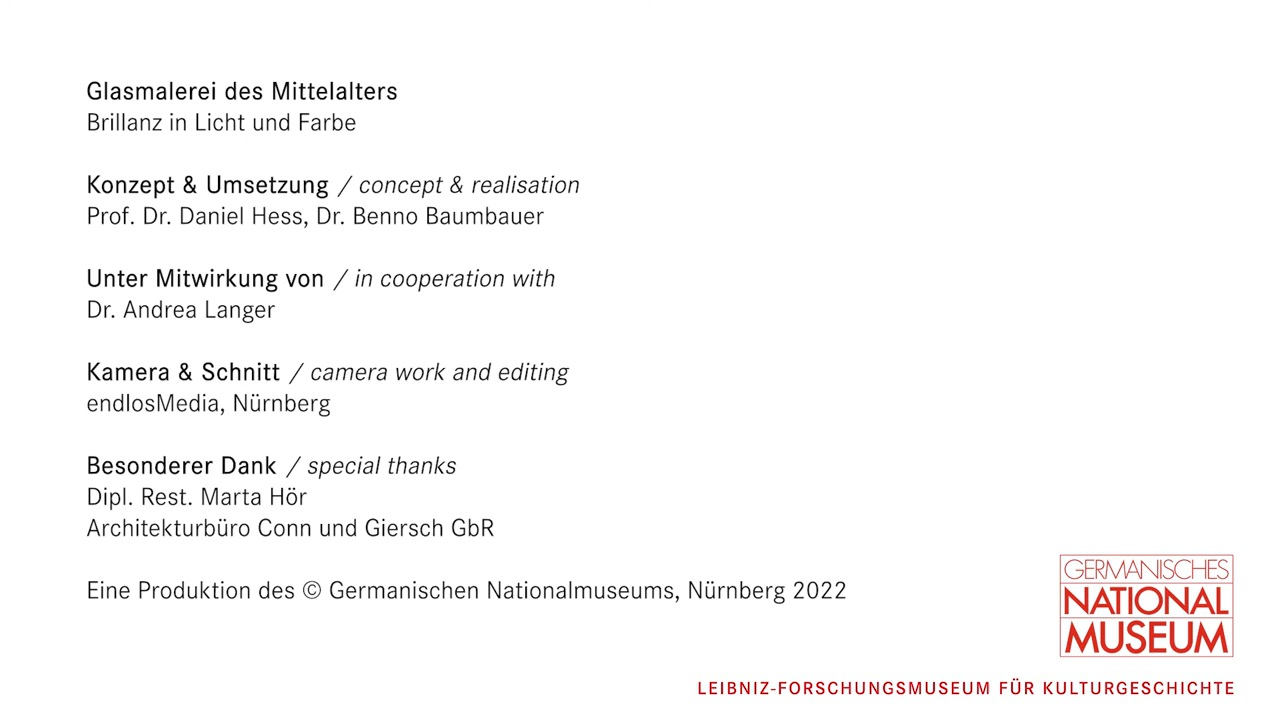 Glasmalerei des Mittelalters
Brillanz in Licht und Farbe
Konzept & Umsetzung / concept & realisation
Prof. Dr. Daniel Hess, Dr. Benno Baumbauer
Unter Mitwirkung von / in cooperation with
Dr. Andrea Langer
Kamera & Schnitt / camera work and editing
endlosMedia, Nürnberg
Besonderer Dank / special thanks
Dipl. Rest. Marta Hör
Architekturbüro Conn und Giersch GbR
Eine Produktion des © Germanischen Nationalmuseums, Nürnberg 2022
GERMANISCHES
NATIONAL
MUSEUM
LEIBNIZ-FORSCHUNGSMUSEUM FÜR KULTURGESCHICHTE